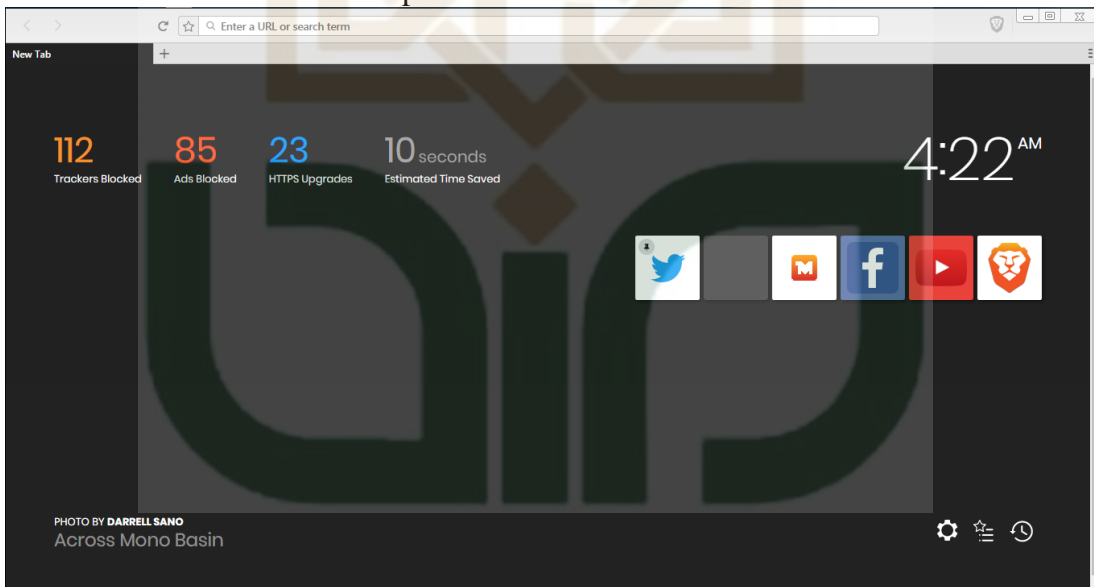 Enter a URL or search term
New Tab
112
Trackers Blocked
85
Ads Blocked
23
HTTPS Upgrades
10 seconds
Estimated Time Saved
4:22 AM
PHOTO BY DARRELL SANO
Across Mono Basin